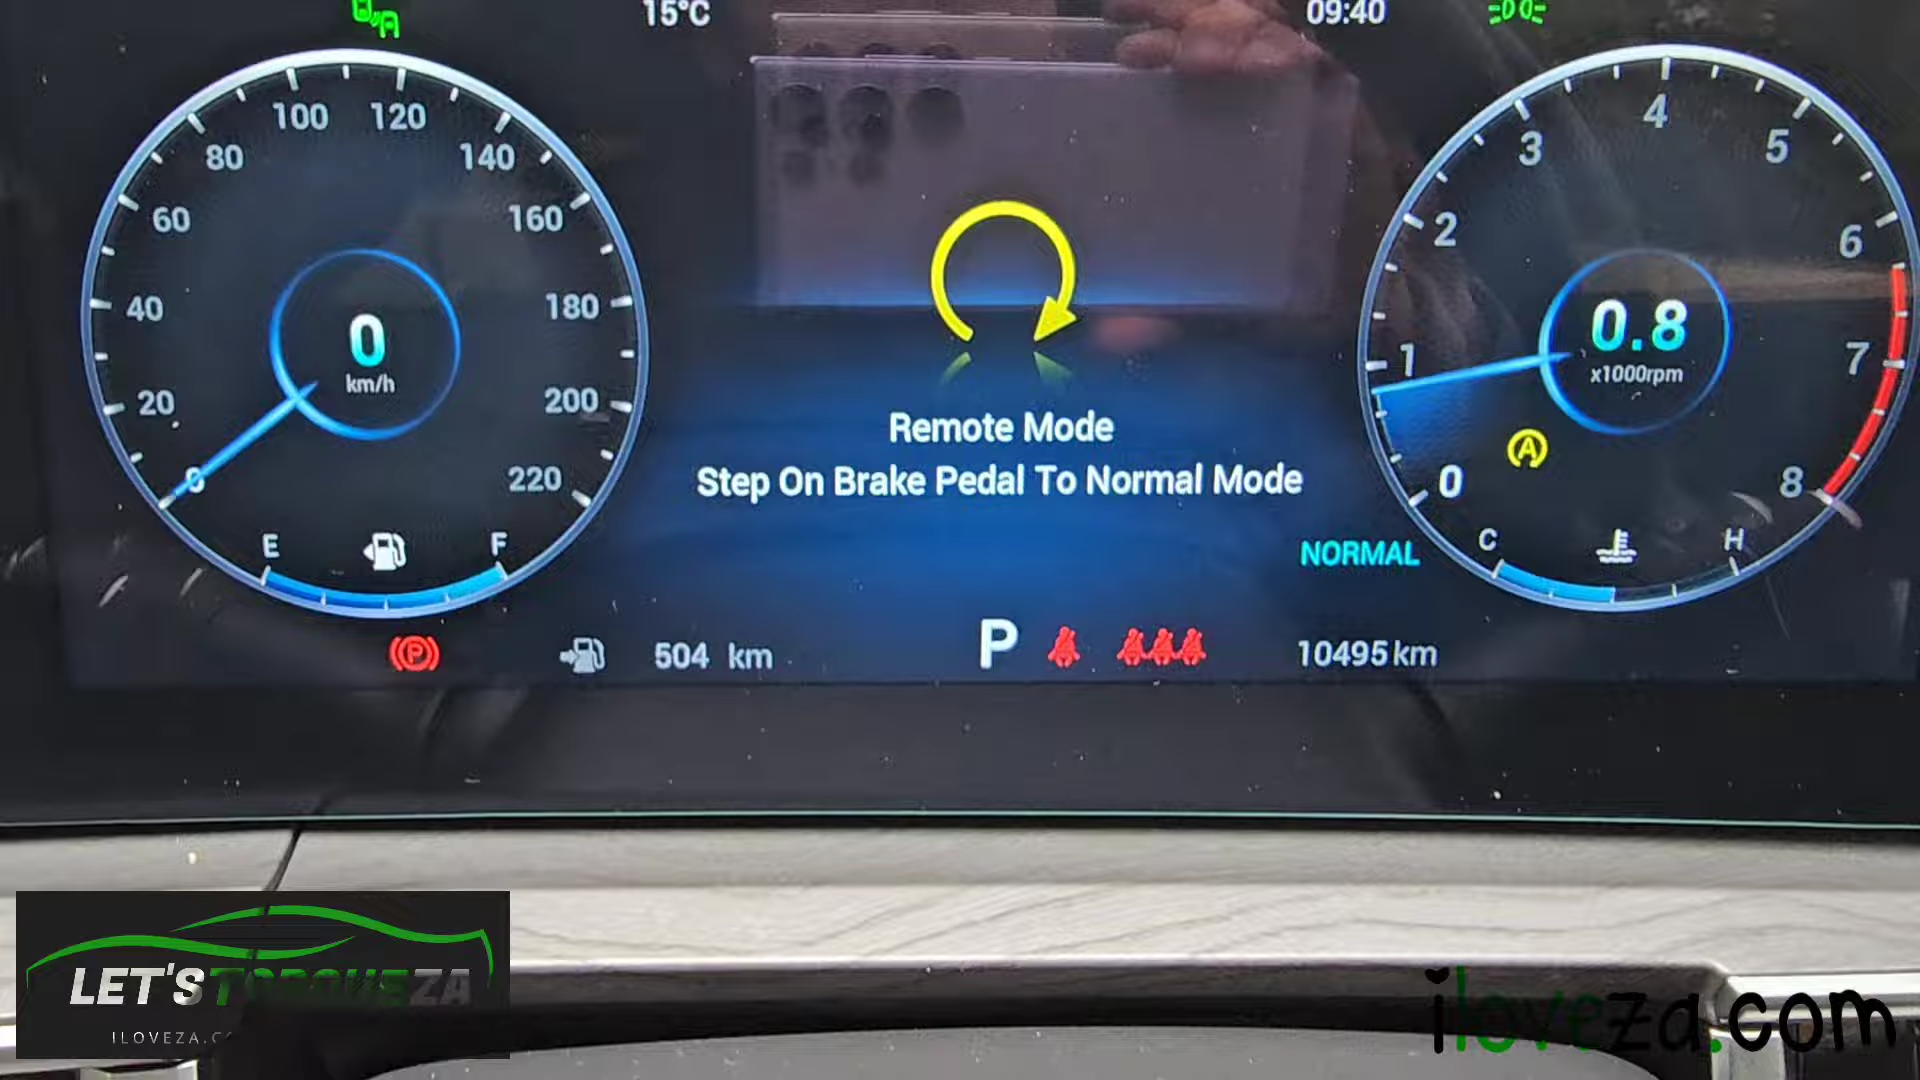 15°C
09:40
0
20
40
60
80
100
120
140
160
180
200
220
0
km/h
E
F
Remote Mode
Step On Brake Pedal To Normal Mode
0
1
2
3
4
5
6
7
8
0.8
x1000rpm
A
C
H
NORMAL
P
504 km
P
10495 km
LET'S TORQUE ZA
ILOVEZA.C
iloveza.com